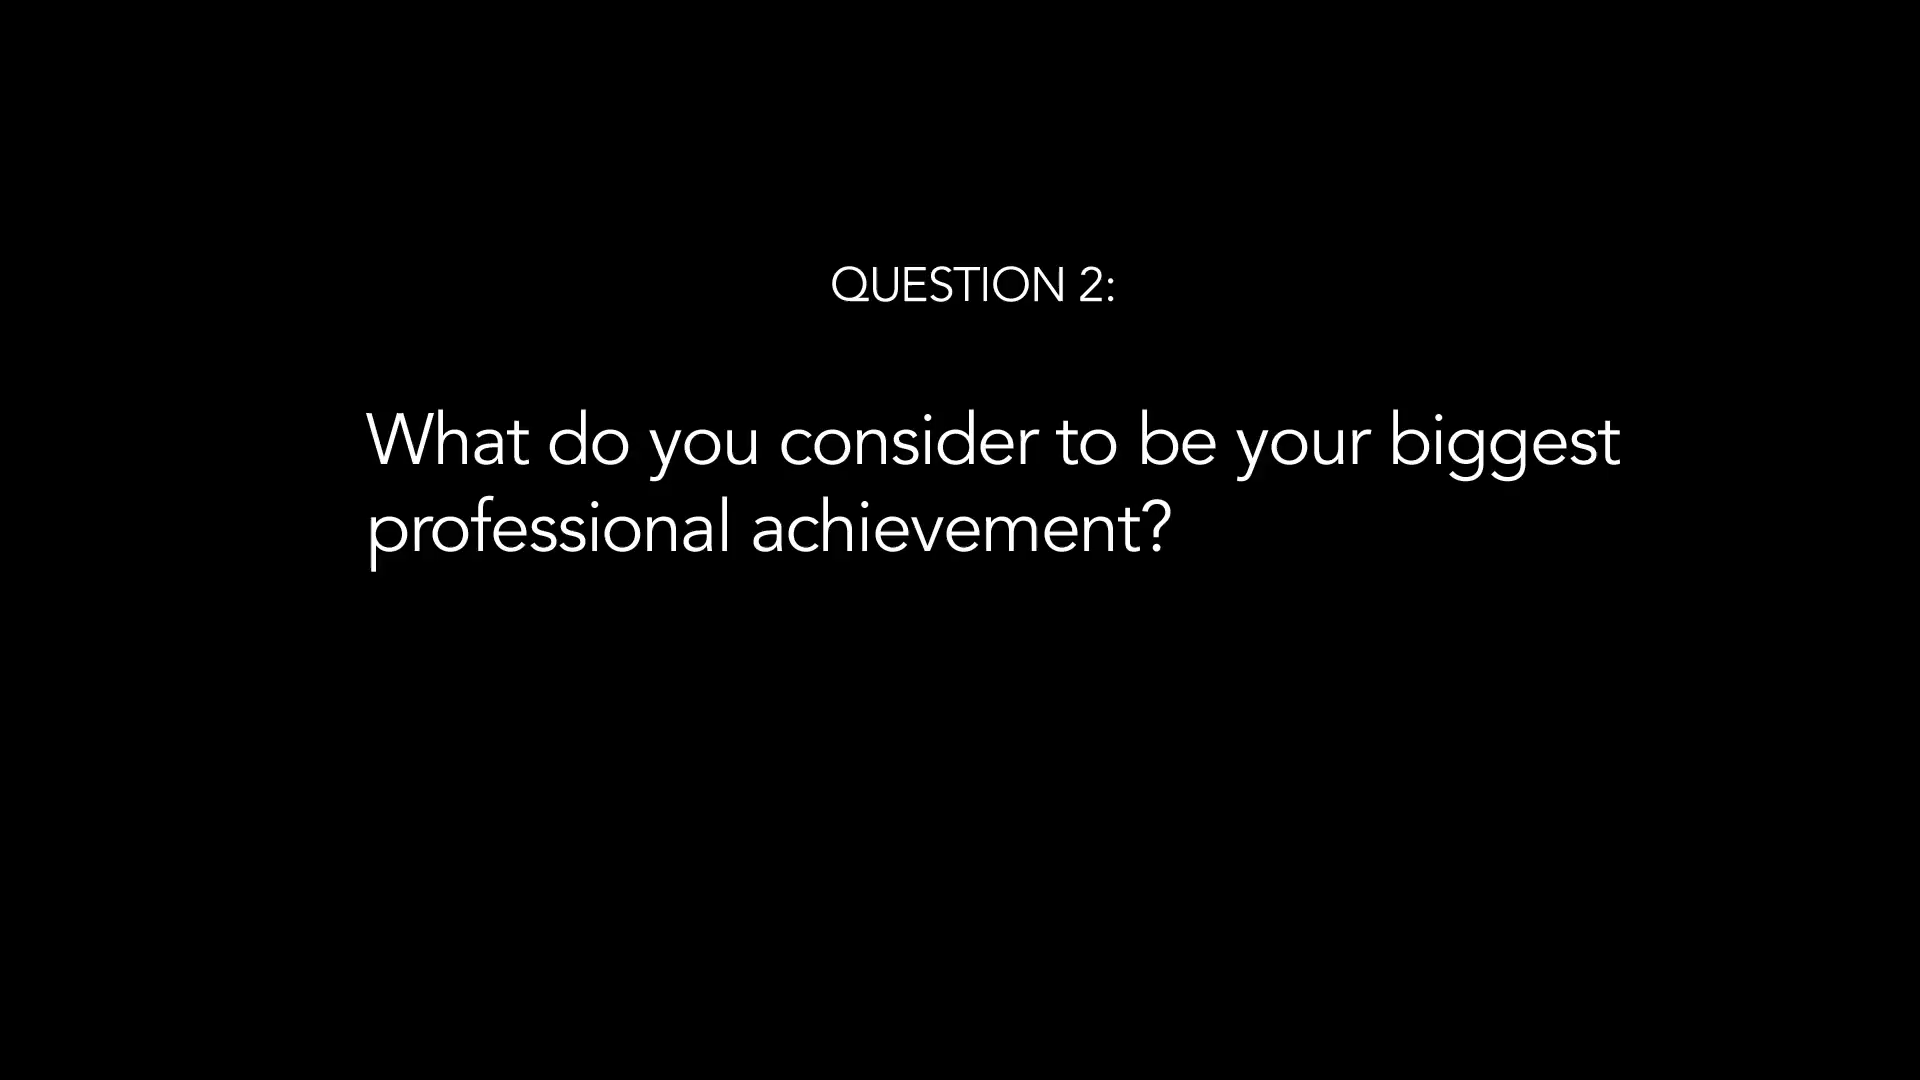 QUESTION 2:
What do you consider to be your biggest
professional achievement?